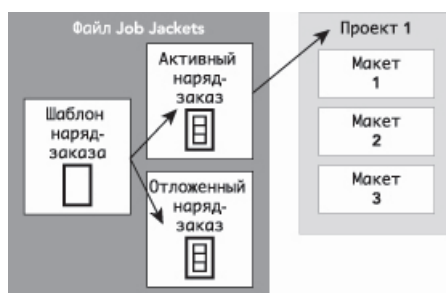 Файл Job Jackets
Шаблон
наряд-
заказа
Активный
наряд-
заказ
Отложенный
наряд-
заказ
Проект 1
Макет
1
Макет
2
Макет
3